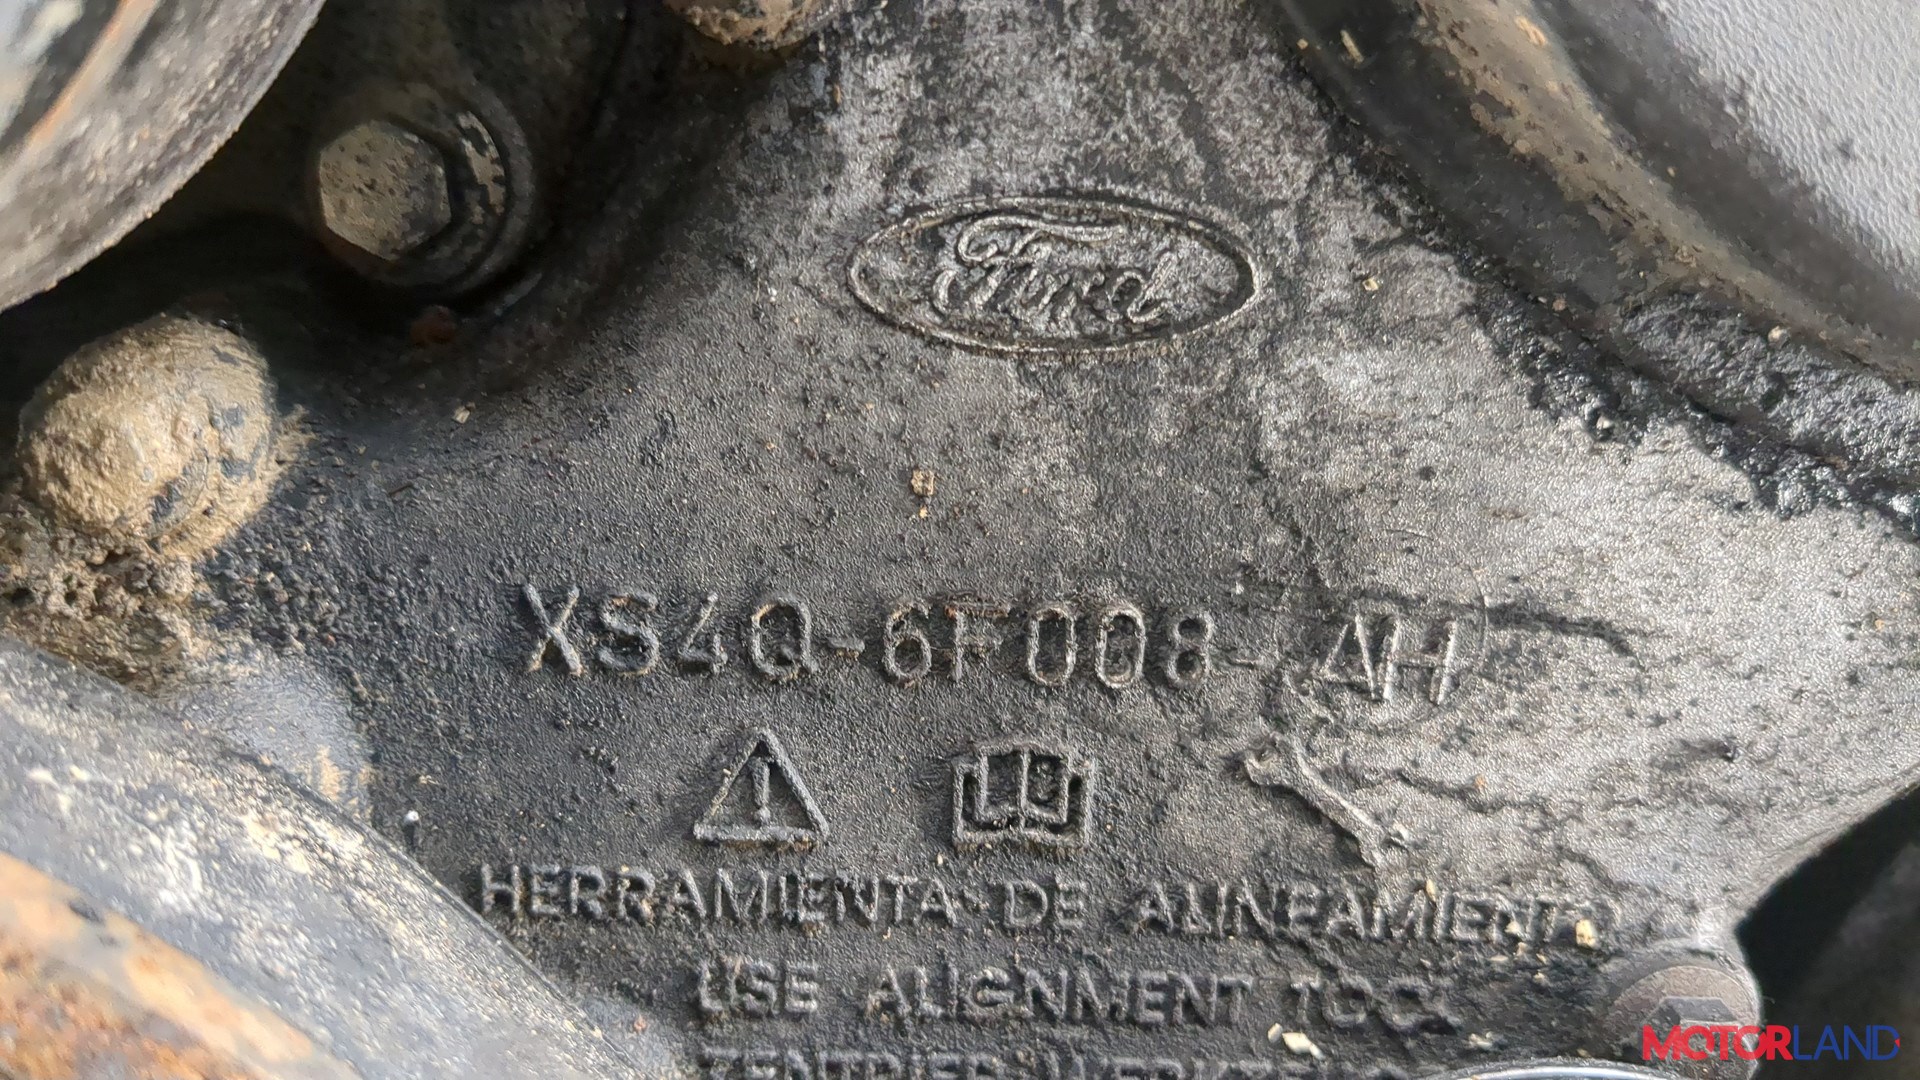 Ford
XS4Q-6F008-AH
HERRAMIENTA DE ALINEAMIENTO
USE ALIGNMENT TOOL
MOTORLAND